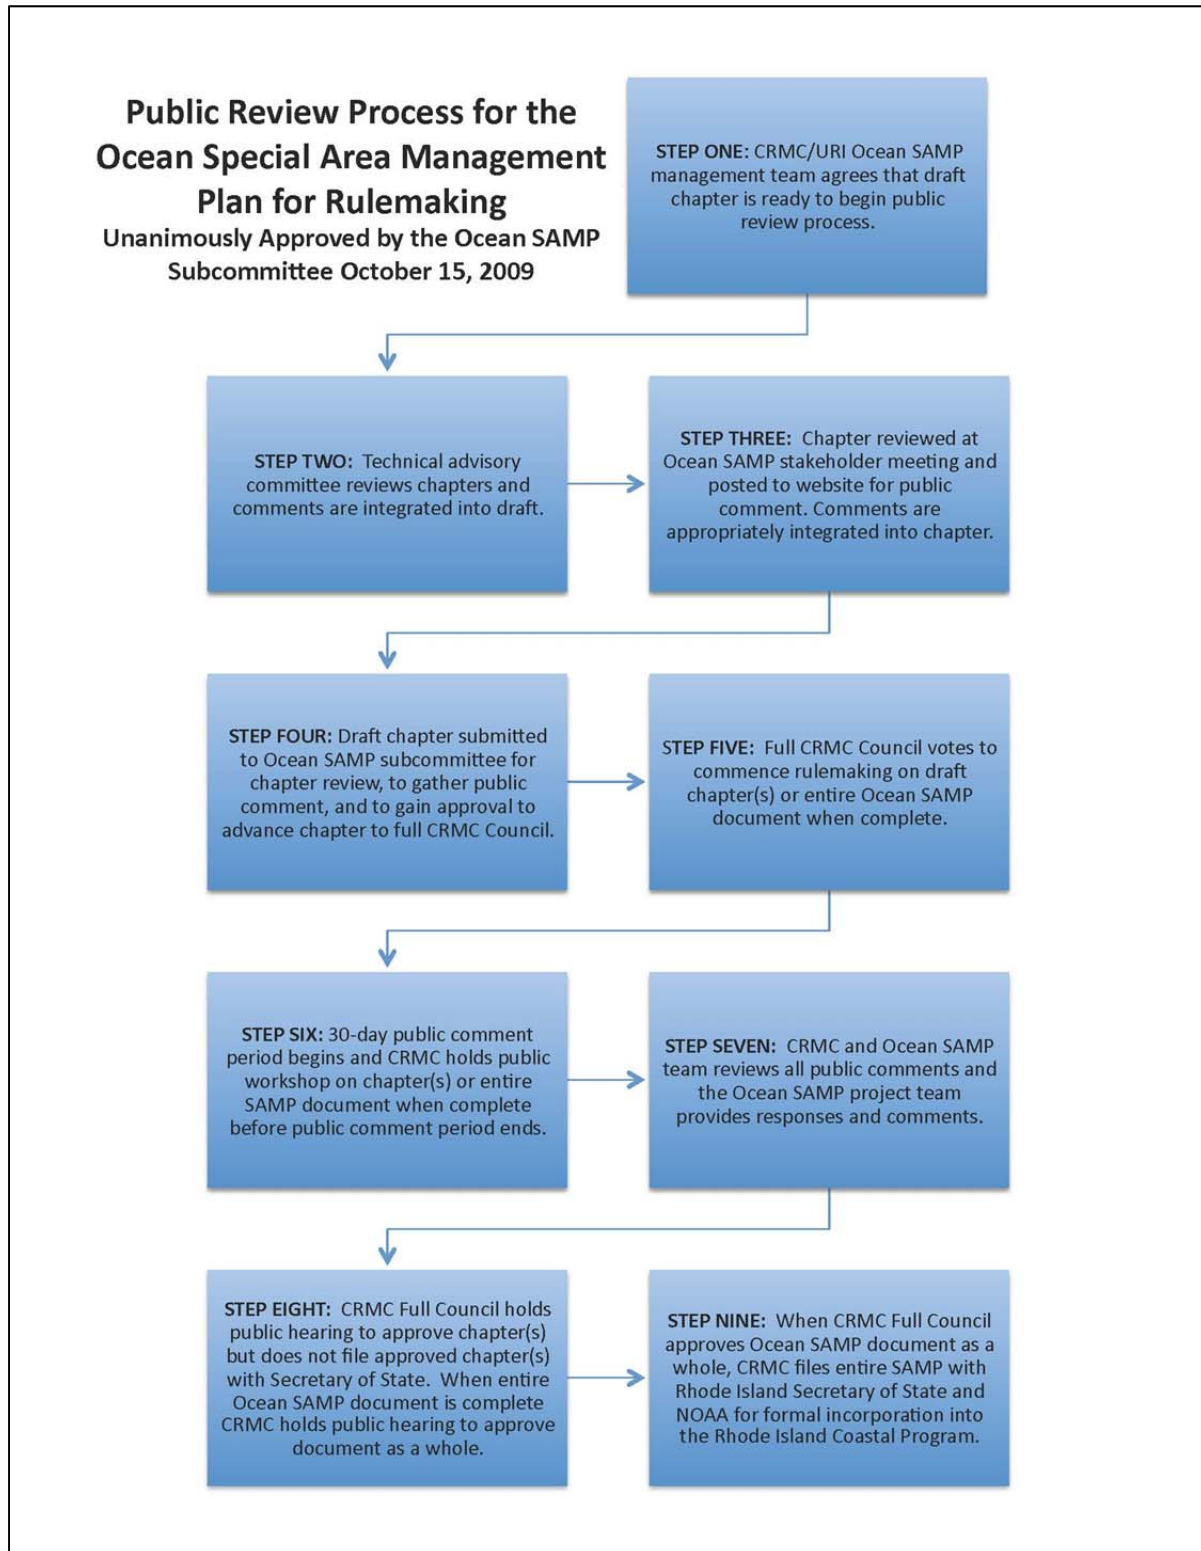 Public Review Process for the
Ocean Special Area Management
Plan for Rulemaking
Unanimously Approved by the Ocean SAMP
Subcommittee October 15, 2009
STEP ONE: CRMC/URI Ocean SAMP
management team agrees that draft
chapter is ready to begin public
review process.
STEP TWO: Technical advisory
committee reviews chapters and
comments are integrated into draft.
STEP THREE: Chapter reviewed at
Ocean SAMP stakeholder meeting and
posted to website for public
comment. Comments are
appropriately integrated into chapter.
STEP FOUR: Draft chapter submitted
to Ocean SAMP subcommittee for
chapter review, to gather public
comment, and to gain approval to
advance chapter to full CRMC Council.
STEP FIVE: Full CRMC Council votes to
commence rulemaking on draft
chapter(s) or entire Ocean SAMP
document when complete.
STEP SIX: 30-day public comment
period begins and CRMC holds public
workshop on chapter(s) or entire
SAMP document when complete
before public comment period ends.
STEP SEVEN: CRMC and Ocean SAMP
team reviews all public comments and
the Ocean SAMP project team
provides responses and comments.
STEP EIGHT: CRMC Full Council holds
public hearing to approve chapter(s)
but does not file approved chapter(s)
with Secretary of State. When entire
Ocean SAMP document is complete
CRMC holds public hearing to approve
document as a whole.
STEP NINE: When CRMC Full Council
approves Ocean SAMP document as a
whole, CRMC files entire SAMP with
Rhode Island Secretary of State and
NOAA for formal incorporation into
the Rhode Island Coastal Program.